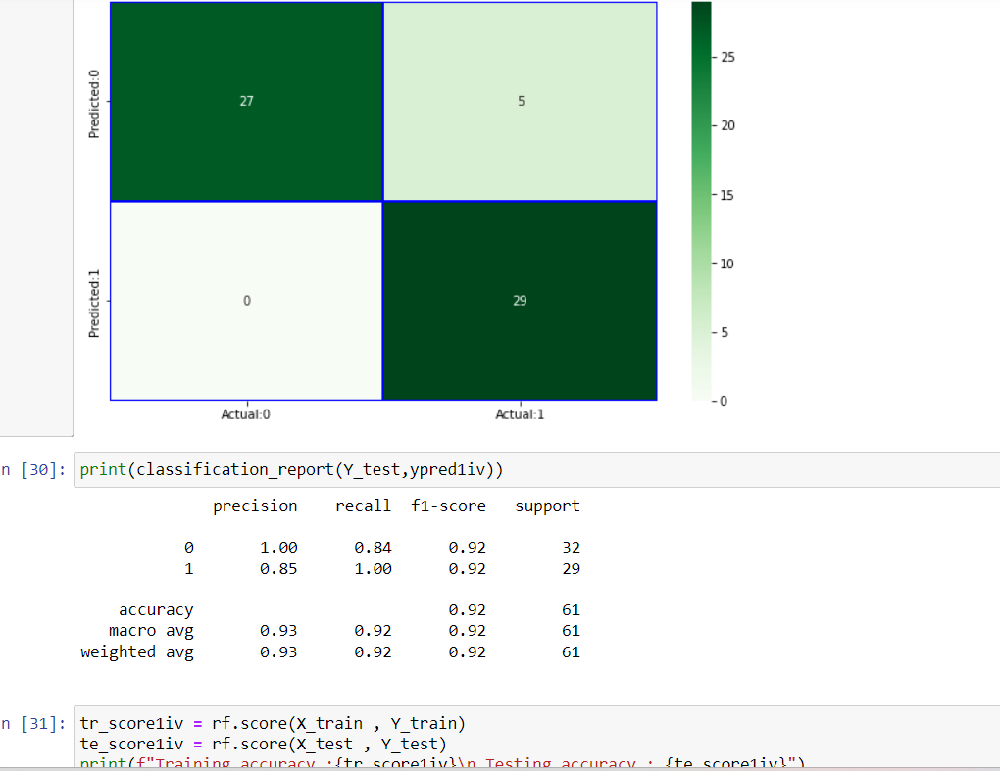 Predicted:0
27
5
Predicted:1
0
29
Actual:0
Actual:1
25
20
15
10
5
0
n [30]: print(classification_report(Y_test,ypred1iv))
precision recall f1-score support
0 1.00 0.84 0.92 32
1 0.85 1.00 0.92 29
accuracy 0.92 61
macro avg 0.93 0.92 0.92 61
weighted avg 0.93 0.92 0.92 61
n [31]: tr_score1iv = rf.score(X_train , Y_train)
te_score1iv = rf.score(X_test , Y_test)
print(f"Training accuracy :{tr_score1iv}\n Testing accuracy : {te_score1iv}")